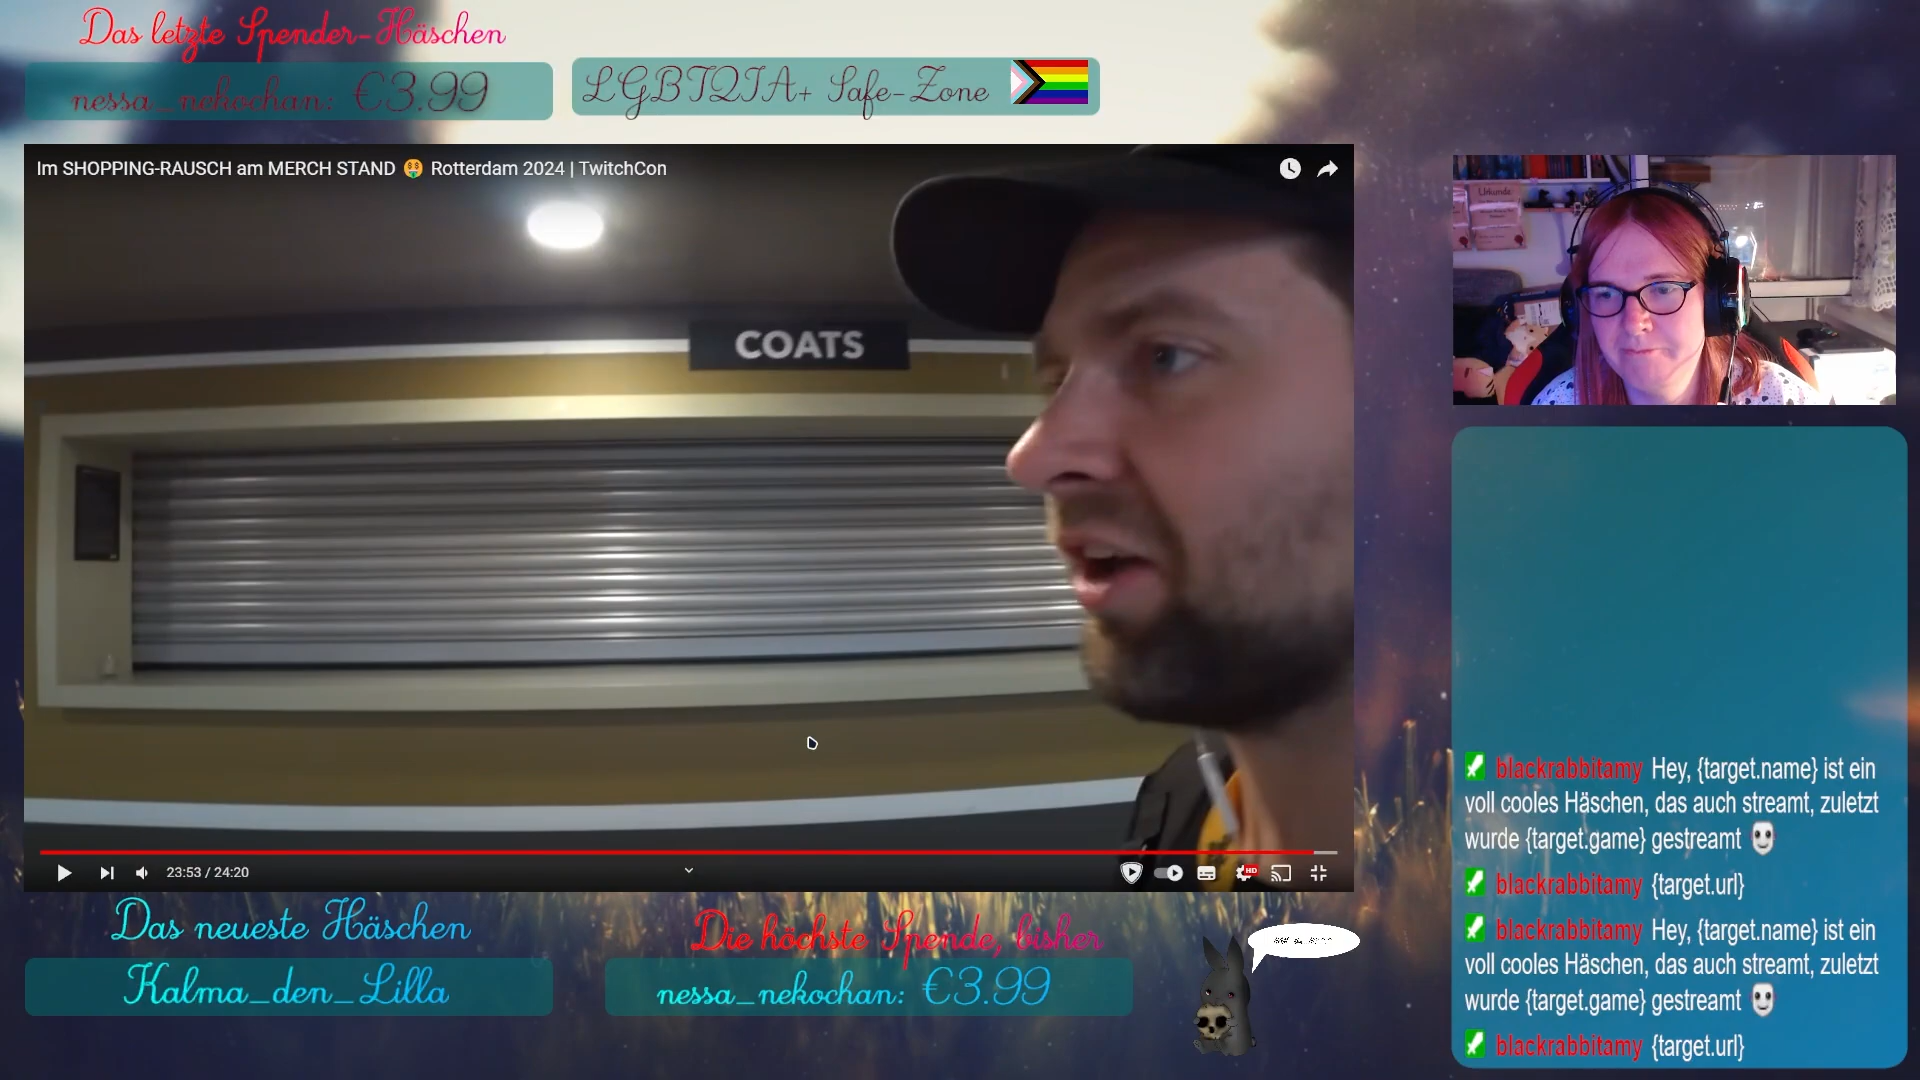 Das letzte Spender-Häschen
nessa_nekochan: €3.99
LGBTQIA+ Safe-Zone
Im SHOPPING-RAUSCH am MERCH STAND 🤑 Rotterdam 2024 | TwitchCon
COATS
Urkunde
23:53 / 24:20
HD
Das neueste Häschen
Kalma_den_Lilla
Die höchste Spende, bisher
nessa_nekochan: €3.99
blackrabbitamy Hey, {target.name} ist ein
voll cooles Häschen, das auch streamt, zuletzt
wurde {target.game} gestreamt
blackrabbitamy {target.url}
blackrabbitamy Hey, {target.name} ist ein
voll cooles Häschen, das auch streamt, zuletzt
wurde {target.game} gestreamt
blackrabbitamy {target.url}